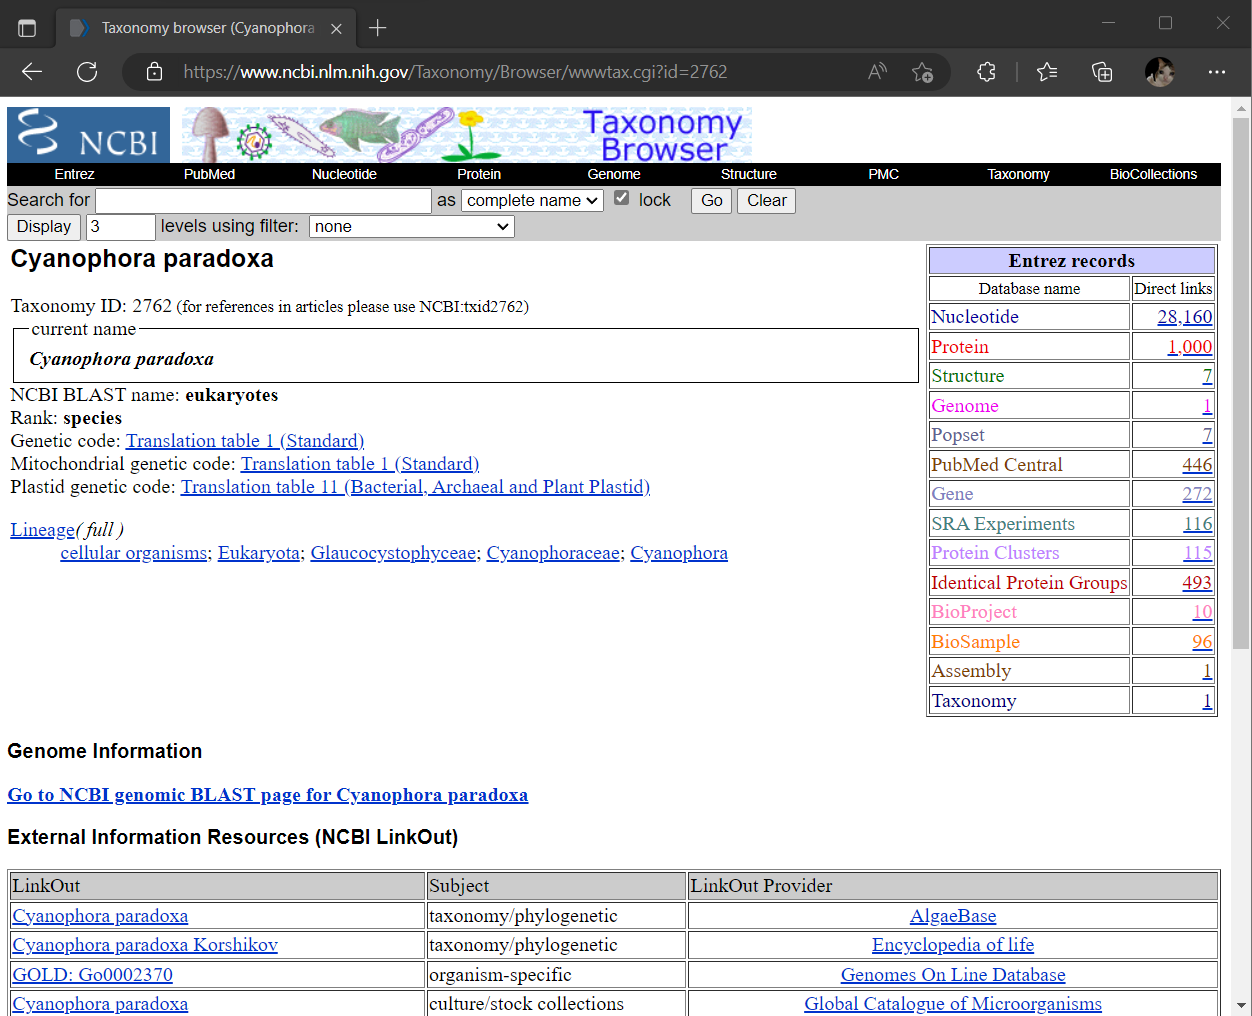 Taxonomy browser (Cyanophora
https://www.ncbi.nlm.nih.gov/Taxonomy/Browser/wwwtax.cgi?id=2762
NCBI
Taxonomy
Browser
Entrez PubMed Nucleotide Protein Genome Structure PMC Taxonomy BioCollections
Search for as complete name lock Go Clear
Display 3 levels using filter: none
Cyanophora paradoxa
Taxonomy ID: 2762 (for references in articles please use NCBI:txid2762)
current name
Cyanophora paradoxa
NCBI BLAST name: eukaryotes
Rank: species
Genetic code: Translation table 1 (Standard)
Mitochondrial genetic code: Translation table 1 (Standard)
Plastid genetic code: Translation table 11 (Bacterial, Archaeal and Plant Plastid)
Lineage( full )
cellular organisms; Eukaryota; Glaucocystophyceae; Cyanophoraceae; Cyanophora
Entrez records
Database name Direct links
Nucleotide 28,160
Protein 1,000
Structure 7
Genome 1
Popset 7
PubMed Central 446
Gene 272
SRA Experiments 116
Protein Clusters 115
Identical Protein Groups 493
BioProject 10
BioSample 96
Assembly 1
Taxonomy 1
Genome Information
Go to NCBI genomic BLAST page for Cyanophora paradoxa
External Information Resources (NCBI LinkOut)
LinkOut Subject LinkOut Provider
Cyanophora paradoxa taxonomy/phylogenetic AlgaeBase
Cyanophora paradoxa Korshikov taxonomy/phylogenetic Encyclopedia of life
GOLD: Go0002370 organism-specific Genomes On Line Database
Cyanophora paradoxa culture/stock collections Global Catalogue of Microorganisms